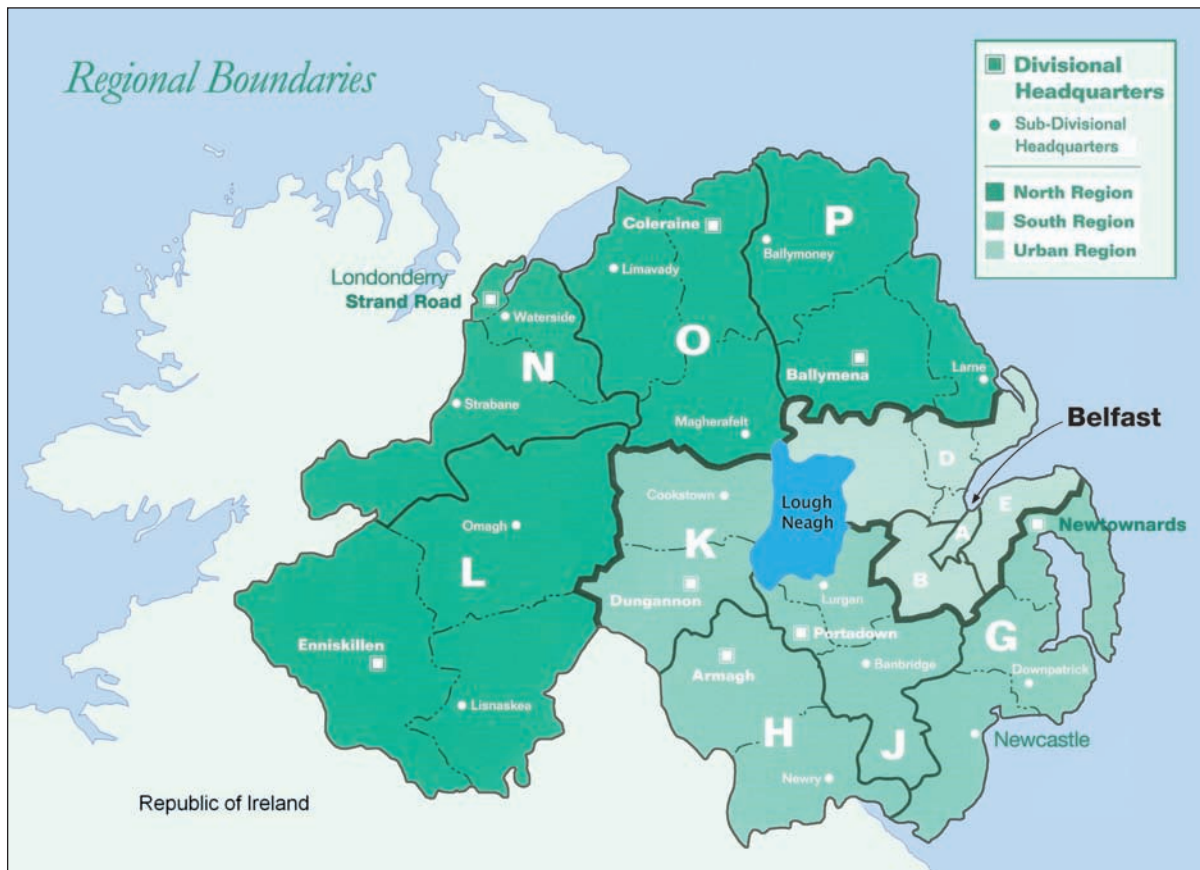 Regional Boundaries
Divisional
Headquarters
Sub-Divisional
Headquarters
North Region
South Region
Urban Region
P
Coleraine
Ballymoney
Limavady
Londonderry
Strand Road
Waterside
O
N
Ballymena
Larne
Strabane
Magherafelt
Belfast
D
Cookstown
Lough
Neagh
E
Omagh
Newtownards
A
K
L
B
Dungannon
Lurgan
Portadown
G
Enniskillen
Banbridge
Armagh
Downpatrick
Lisnaskea
H
J
Newcastle
Newry
Republic of Ireland